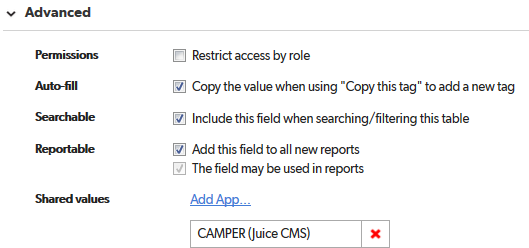 Advanced
Permissions Restrict access by role
Auto-fill Copy the value when using "Copy this tag" to add a new tag
Searchable Include this field when searching/filtering this table
Reportable Add this field to all new reports
The field may be used in reports
Shared values Add App...
CAMPER (Juice CMS)